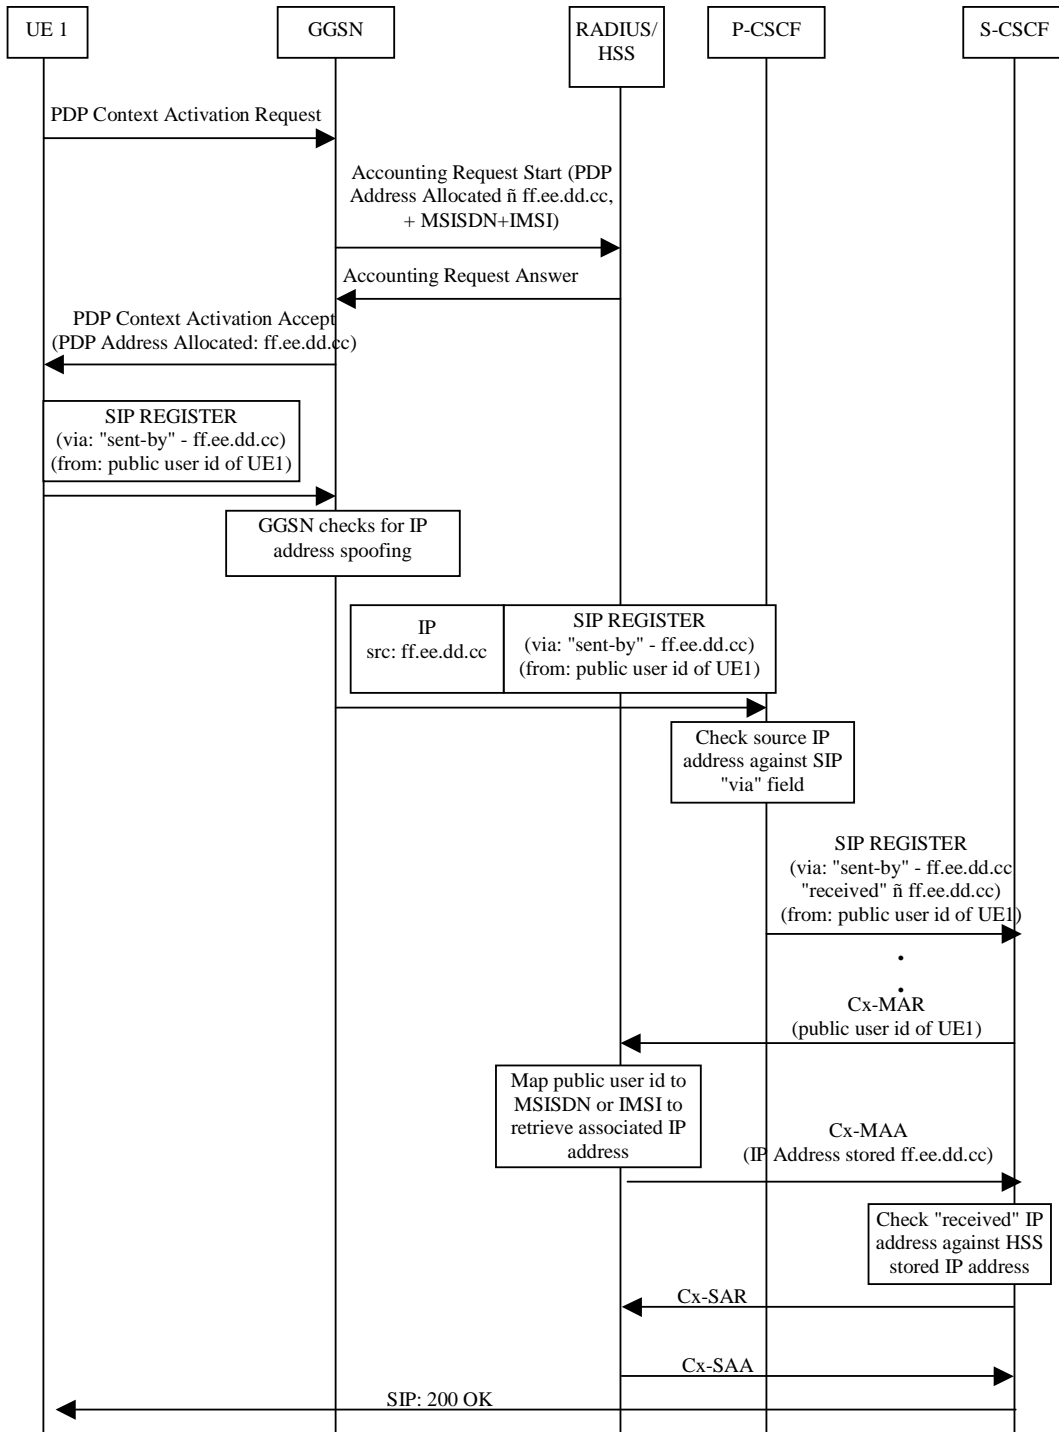 UE 1
GGSN
RADIUS/
HSS
P-CSCF
S-CSCF
PDP Context Activation Request
Accounting Request Start (PDP
Address Allocated ñ ff.ee.dd.cc,
+ MSISDN+IMSI)
Accounting Request Answer
PDP Context Activation Accept
(PDP Address Allocated: ff.ee.dd.cc)
SIP REGISTER
(via: "sent-by" - ff.ee.dd.cc)
(from: public user id of UE1)
GGSN checks for IP
address spoofing
IP
src: ff.ee.dd.cc
SIP REGISTER
(via: "sent-by" - ff.ee.dd.cc)
(from: public user id of UE1)
Check source IP
address against SIP
"via" field
SIP REGISTER
(via: "sent-by" - ff.ee.dd.cc
"received" ñ ff.ee.dd.cc)
(from: public user id of UE1)
.
.
Cx-MAR
(public user id of UE1)
Map public user id to
MSISDN or IMSI to
retrieve associated IP
address
Cx-MAA
(IP Address stored ff.ee.dd.cc)
Check "received" IP
address against HSS
stored IP address
Cx-SAR
Cx-SAA
SIP: 200 OK